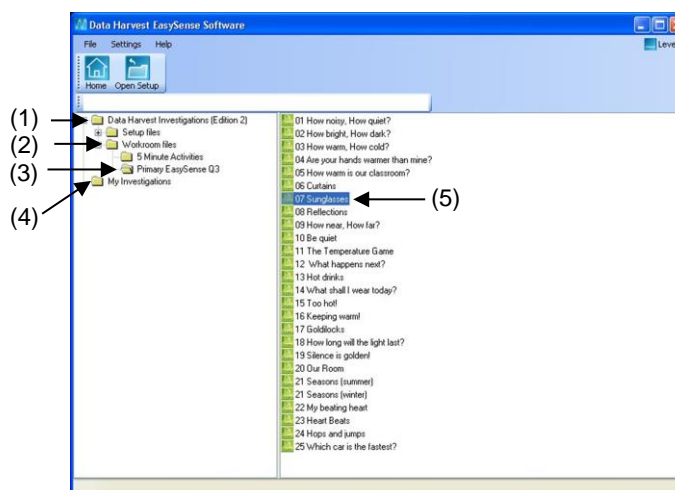 Data Harvest EasySense Software
File Settings Help
Leve
Home Open Setup
(1)
(2)
(3)
(4)
Data Harvest Investigations (Edition 2)
Setup files
Workroom files
5 Minute Activities
Primary EasySense Q3
My Investigations
01 How noisy, How quiet?
02 How bright, How dark?
03 How warm, How cold?
04 Are your hands warmer than mine?
05 How warm is our classroom?
06 Curtains
07 Sunglasses
(5)
08 Reflections
09 How near, How far?
10 Be quiet
11 The Temperature Game
12 What happens next?
13 Hot drinks
14 What shall I wear today?
15 Too hot!
16 Keeping warm!
17 Goldilocks
18 How long will the light last?
19 Silence is golden!
20 Our Room
21 Seasons (summer)
21 Seasons (winter)
22 My beating heart
23 Heart Beats
24 Hops and jumps
25 Which car is the fastest?